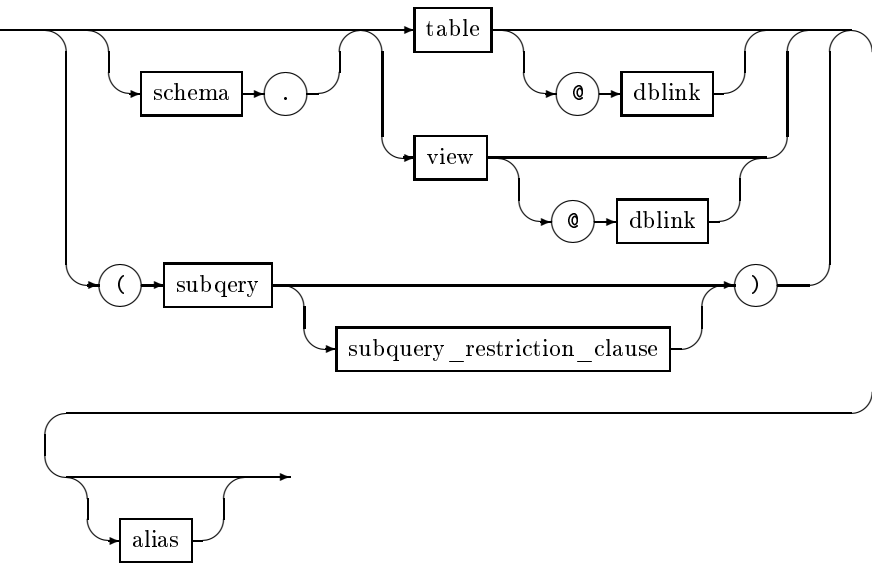 table
schema .
@ dblink
view
@ dblink
( subqery )
subquery_restriction_clause
alias